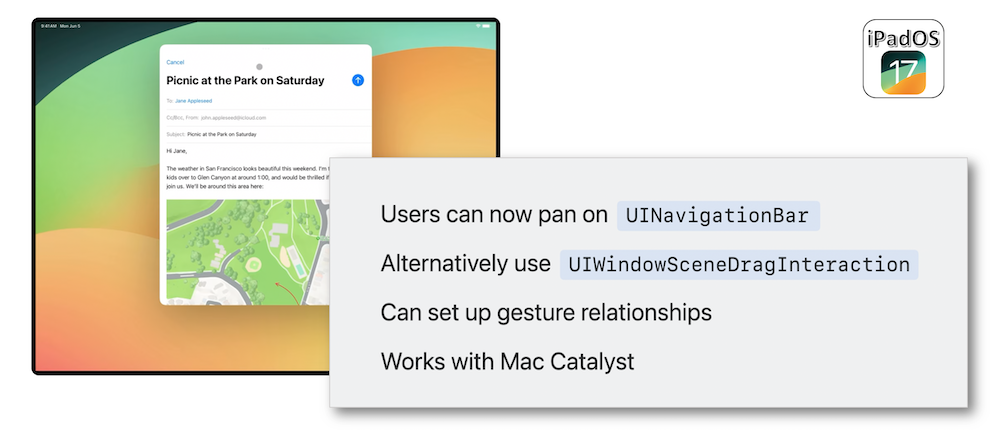 9:41 AM Mon Jun 5
Cancel
Picnic at the Park on Saturday
To: Jane Appleseed
Cc/Bcc, From: john.appleseed@icloud.com
Subject: Picnic at the Park on Saturday
Hi Jane,
The weather in San Francisco looks beautiful this weekend. I'm t
kids over to Glen Canyon at around 1:00, and would be thrilled if
join us. We'll be around this area here:
iPadOS
17
Users can now pan on UINavigationBar
Alternatively use UIWindowSceneDragInteraction
Can set up gesture relationships
Works with Mac Catalyst